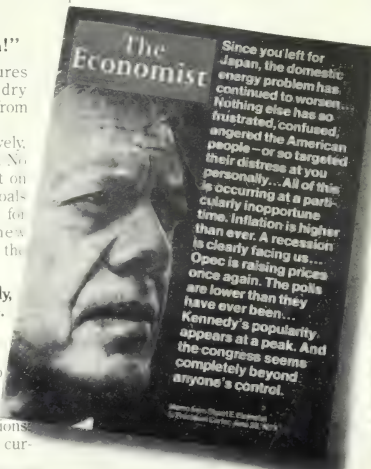 The
Economist
Since you left for
Japan, the domestic
energy problem has
continued to worsen...
Nothing else has so
frustrated, confused,
angered the American
people—or so targeted
their distress at you
personally...All of this
is occurring at a parti-
cularly inopportune
time. Inflation is higher
than ever. A recession
is clearly facing us...
Opec is raising prices
once again. The polls
are lower than they
have ever been...
Kennedy's popularity
appears at a peak. And
the congress seems
completely beyond
anyone's control.
ures
dry
from
vely,
No
t on
oals
for
new
the
ly,
ions
cur-